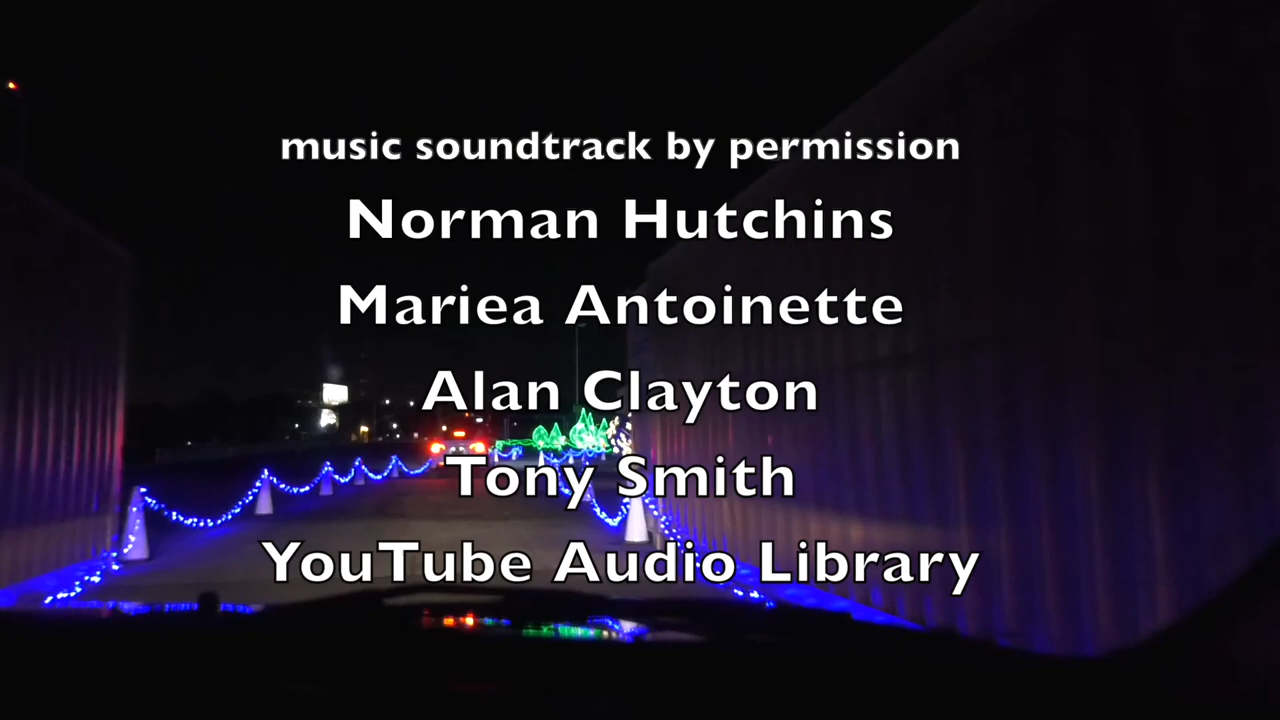 music soundtrack by permission
Norman Hutchins
Mariea Antoinette
Alan Clayton
Tony Smith
YouTube Audio Library